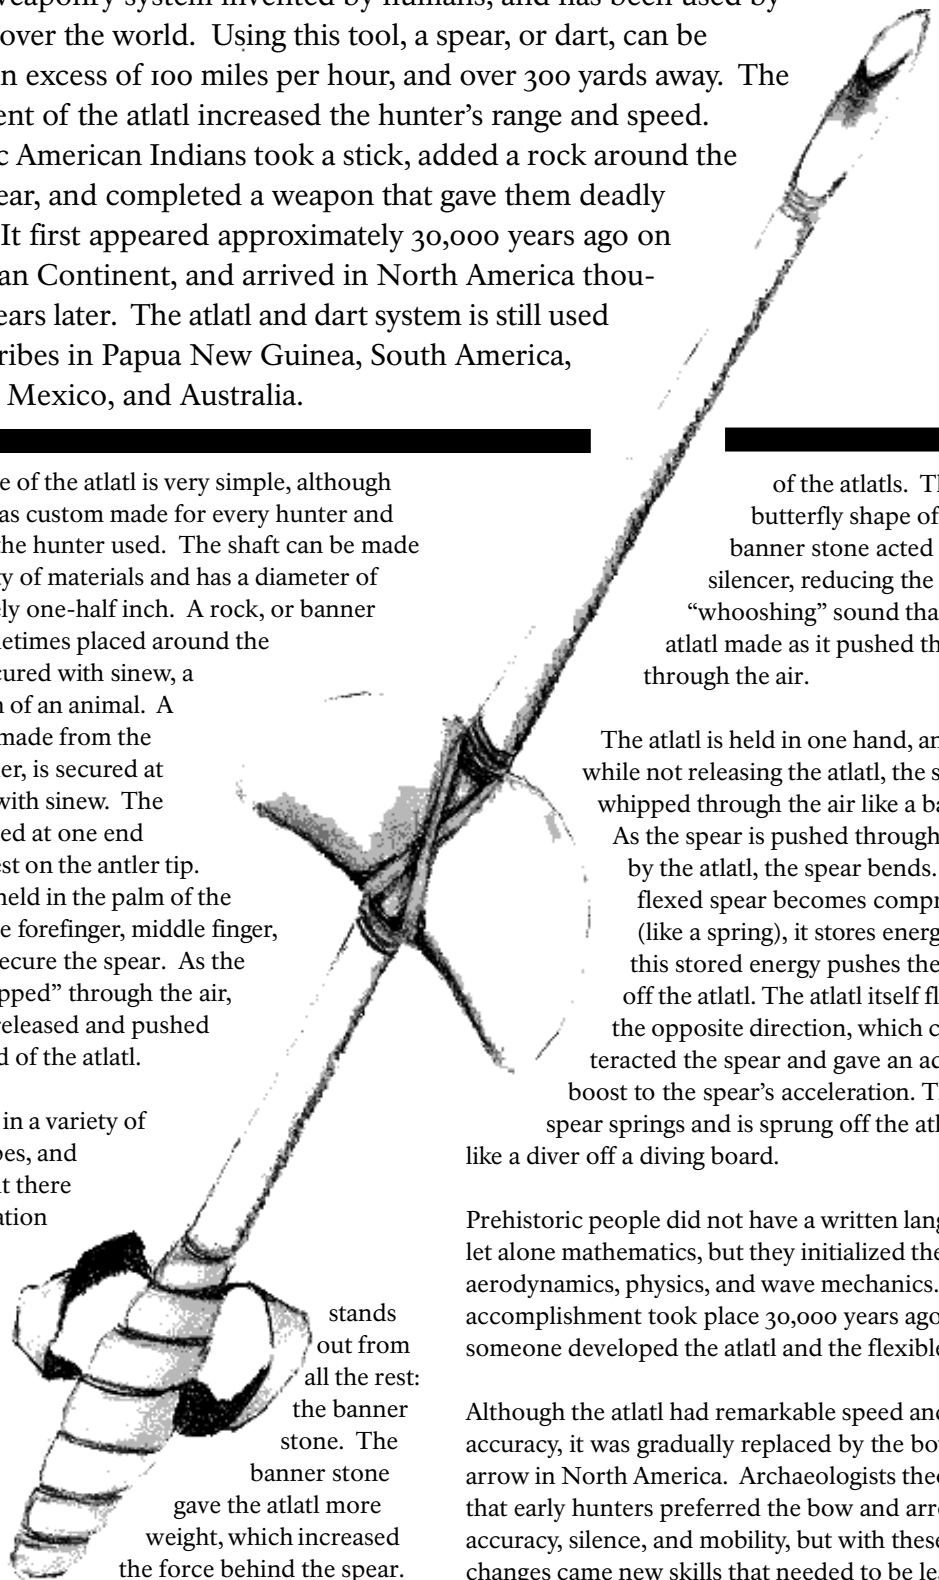 weaponry system invented by humans, and has been used by
over the world. Using this tool, a spear, or dart, can be
n excess of 100 miles per hour, and over 300 yards away. The
ent of the atlatl increased the hunter's range and speed.
c American Indians took a stick, added a rock around the
ear, and completed a weapon that gave them deadly
It first appeared approximately 30,000 years ago on
an Continent, and arrived in North America thou-
ears later. The atlatl and dart system is still used
ribes in Papua New Guinea, South America,
Mexico, and Australia.
e of the atlatl is very simple, although
as custom made for every hunter and
the hunter used. The shaft can be made
ty of materials and has a diameter of
ely one-half inch. A rock, or banner
netimes placed around the
cured with sinew, a
n of an animal. A
made from the
ler, is secured at
with sinew. The
ed at one end
est on the antler tip.
held in the palm of the
e forefinger, middle finger,
ecure the spear. As the
pped" through the air,
released and pushed
d of the atlatl.
in a variety of
pes, and
t there
ation
stands
out from
all the rest:
the banner
stone. The
banner stone
gave the atlatl more
weight, which increased
the force behind the spear.
of the atlatls. Th
butterfly shape of
banner stone acted
silencer, reducing the
"whooshing" sound tha
atlatl made as it pushed th
through the air.
The atlatl is held in one hand, an
while not releasing the atlatl, the s
whipped through the air like a ba
As the spear is pushed through
by the atlatl, the spear bends.
flexed spear becomes compr
(like a spring), it stores energ
this stored energy pushes the
off the atlatl. The atlatl itself fl
the opposite direction, which c
teracted the spear and gave an ad
boost to the spear's acceleration. T
spear springs and is sprung off the atl
like a diver off a diving board.
Prehistoric people did not have a written lang
let alone mathematics, but they initialized the
aerodynamics, physics, and wave mechanics.
accomplishment took place 30,000 years ago
someone developed the atlatl and the flexible
Although the atlatl had remarkable speed and
accuracy, it was gradually replaced by the bo
arrow in North America. Archaeologists theo
that early hunters preferred the bow and arr
accuracy, silence, and mobility, but with these
changes came new skills that needed to be lea